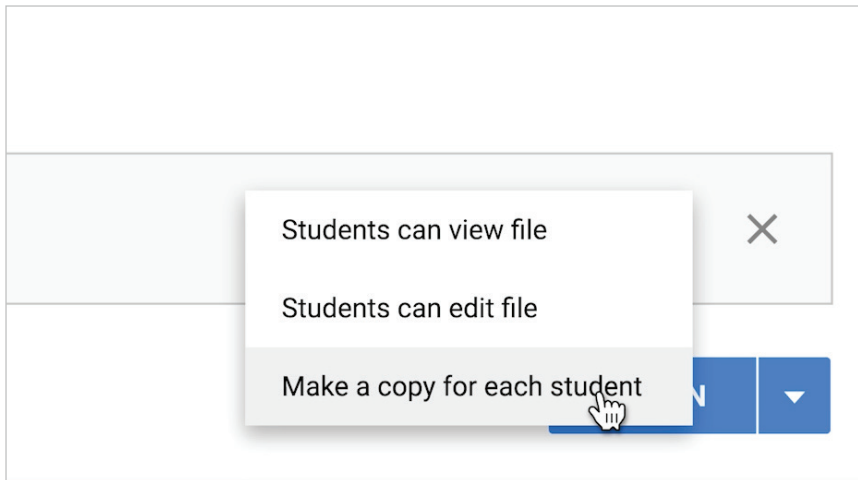 Students can view file
Students can edit file
Make a copy for each student
N